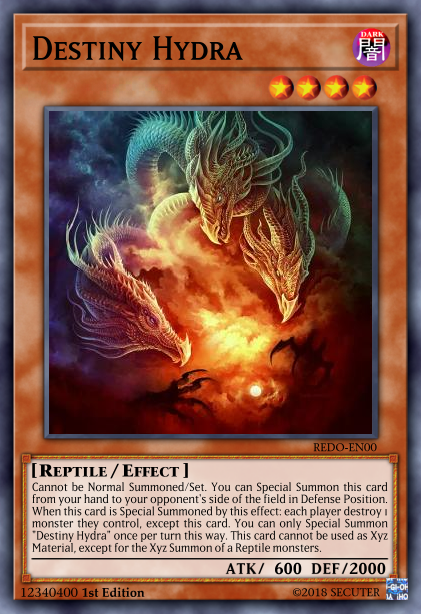 DESTINY HYDRA
DARK
闇
REDO-EN00
[REPTILE/EFFECT]
Cannot be Normal Summoned/Set. You can Special Summon this card
from your hand to your opponent's side of the field in Defense Position.
When this card is Special Summoned by this effect: each player destroy 1
monster they control, except this card. You can only Special Summon
"Destiny Hydra" once per turn this way. This card cannot be used as Xyz
Material, except for the Xyz Summon of a Reptile monsters.
ATK/ 600 DEF/2000
12340400 1st Edition
©2018 SECUTER